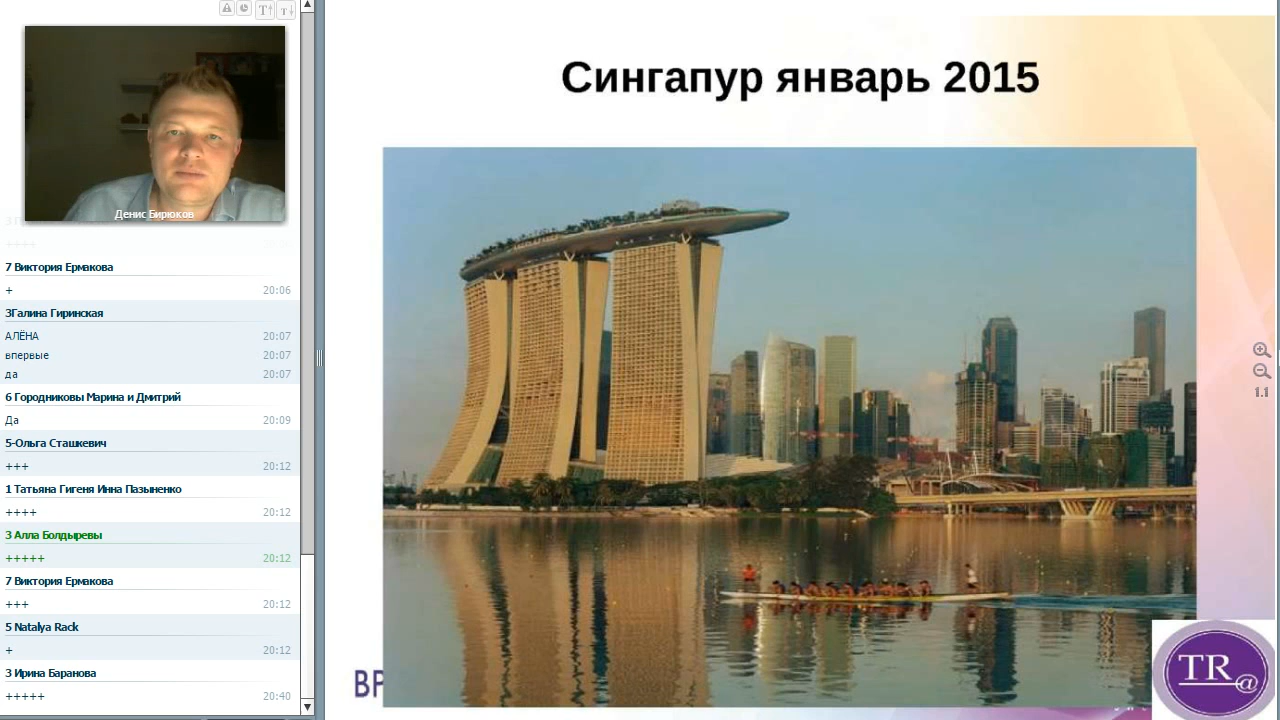 Денис Бирюков
++++
7 Виктория Ермакова
+ 20:06
3Галина Гиринская
АЛЁНА 20:07
впервые 20:07
да 20:07
6 Городниковы Марина и Дмитрий
Да 20:09
5-Ольга Сташкевич
+++ 20:12
1 Татьяна Гигеня Инна Пазыненко
++++ 20:12
3 Алла Болдыревы
+++++ 20:12
7 Виктория Ермакова
+++ 20:12
5 Natalya Rack
+ 20:12
3 Ирина Баранова
+++++ 20:40
Сингапур январь 2015
ВР
TR@
1:1